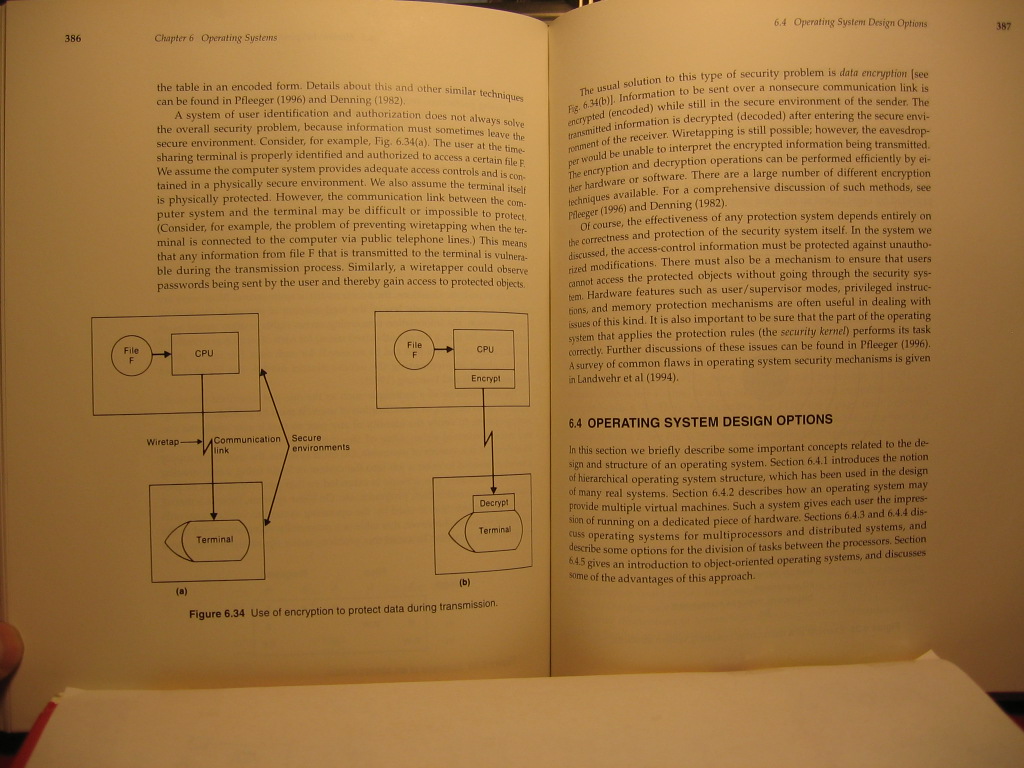 386
Chapter 6 Operating Systems
the table in an encoded form. Details about this and other similar techniques
can be found in Pfleeger (1996) and Denning (1982).
A system of user identification and authorization does not always solve
the overall security problem, because information must sometimes leave the
secure environment. Consider, for example, Fig. 6.34(a). The user at the time-
sharing terminal is properly identified and authorized to access a certain file F.
We assume the computer system provides adequate access controls and is con-
tained in a physically secure environment. We also assume the terminal itself
is physically protected. However, the communication link between the com-
puter system and the terminal may be difficult or impossible to protect.
(Consider, for example, the problem of preventing wiretapping when the ter-
minal is connected to the computer via public telephone lines.) This means
that any information from file F that is transmitted to the terminal is vulnera-
ble during the transmission process. Similarly, a wiretapper could observe
passwords being sent by the user and thereby gain access to protected objects.
File
F
CPU
Wiretap
Communication
link
Secure
environments
Terminal
(a)
File
F
CPU
Encrypt
Decrypt
Terminal
(b)
Figure 6.34 Use of encryption to protect data during transmission.
6.4 Operating System Design Options
387
The usual solution to this type of security problem is data encryption [see
Fig. 6.34(b)]. Information to be sent over a nonsecure communication link is
encrypted (encoded) while still in the secure environment of the sender. The
transmitted information is decrypted (decoded) after entering the secure envi-
ronment of the receiver. Wiretapping is still possible; however, the eavesdrop-
per would be unable to interpret the encrypted information being transmitted.
The encryption and decryption operations can be performed efficiently by ei-
ther hardware or software. There are a large number of different encryption
techniques available. For a comprehensive discussion of such methods, see
Pfleeger (1996) and Denning (1982).
Of course, the effectiveness of any protection system depends entirely on
the correctness and protection of the security system itself. In the system we
discussed, the access-control information must be protected against unautho-
rized modifications. There must also be a mechanism to ensure that users
cannot access the protected objects without going through the security sys-
tem. Hardware features such as user/supervisor modes, privileged instruc-
tions, and memory protection mechanisms are often useful in dealing with
issues of this kind. It is also important to be sure that the part of the operating
system that applies the protection rules (the security kernel) performs its task
correctly. Further discussions of these issues can be found in Pfleeger (1996).
A survey of common flaws in operating system security mechanisms is given
in Landwehr et al (1994).
6.4 OPERATING SYSTEM DESIGN OPTIONS
In this section we briefly describe some important concepts related to the de-
sign and structure of an operating system. Section 6.4.1 introduces the notion
of hierarchical operating system structure, which has been used in the design
of many real systems. Section 6.4.2 describes how an operating system may
provide multiple virtual machines. Such a system gives each user the impres-
sion of running on a dedicated piece of hardware. Sections 6.4.3 and 6.4.4 dis-
cuss operating systems for multiprocessors and distributed systems, and
describe some options for the division of tasks between the processors. Section
6.4.5 gives an introduction to object-oriented operating systems, and discusses
some of the advantages of this approach.